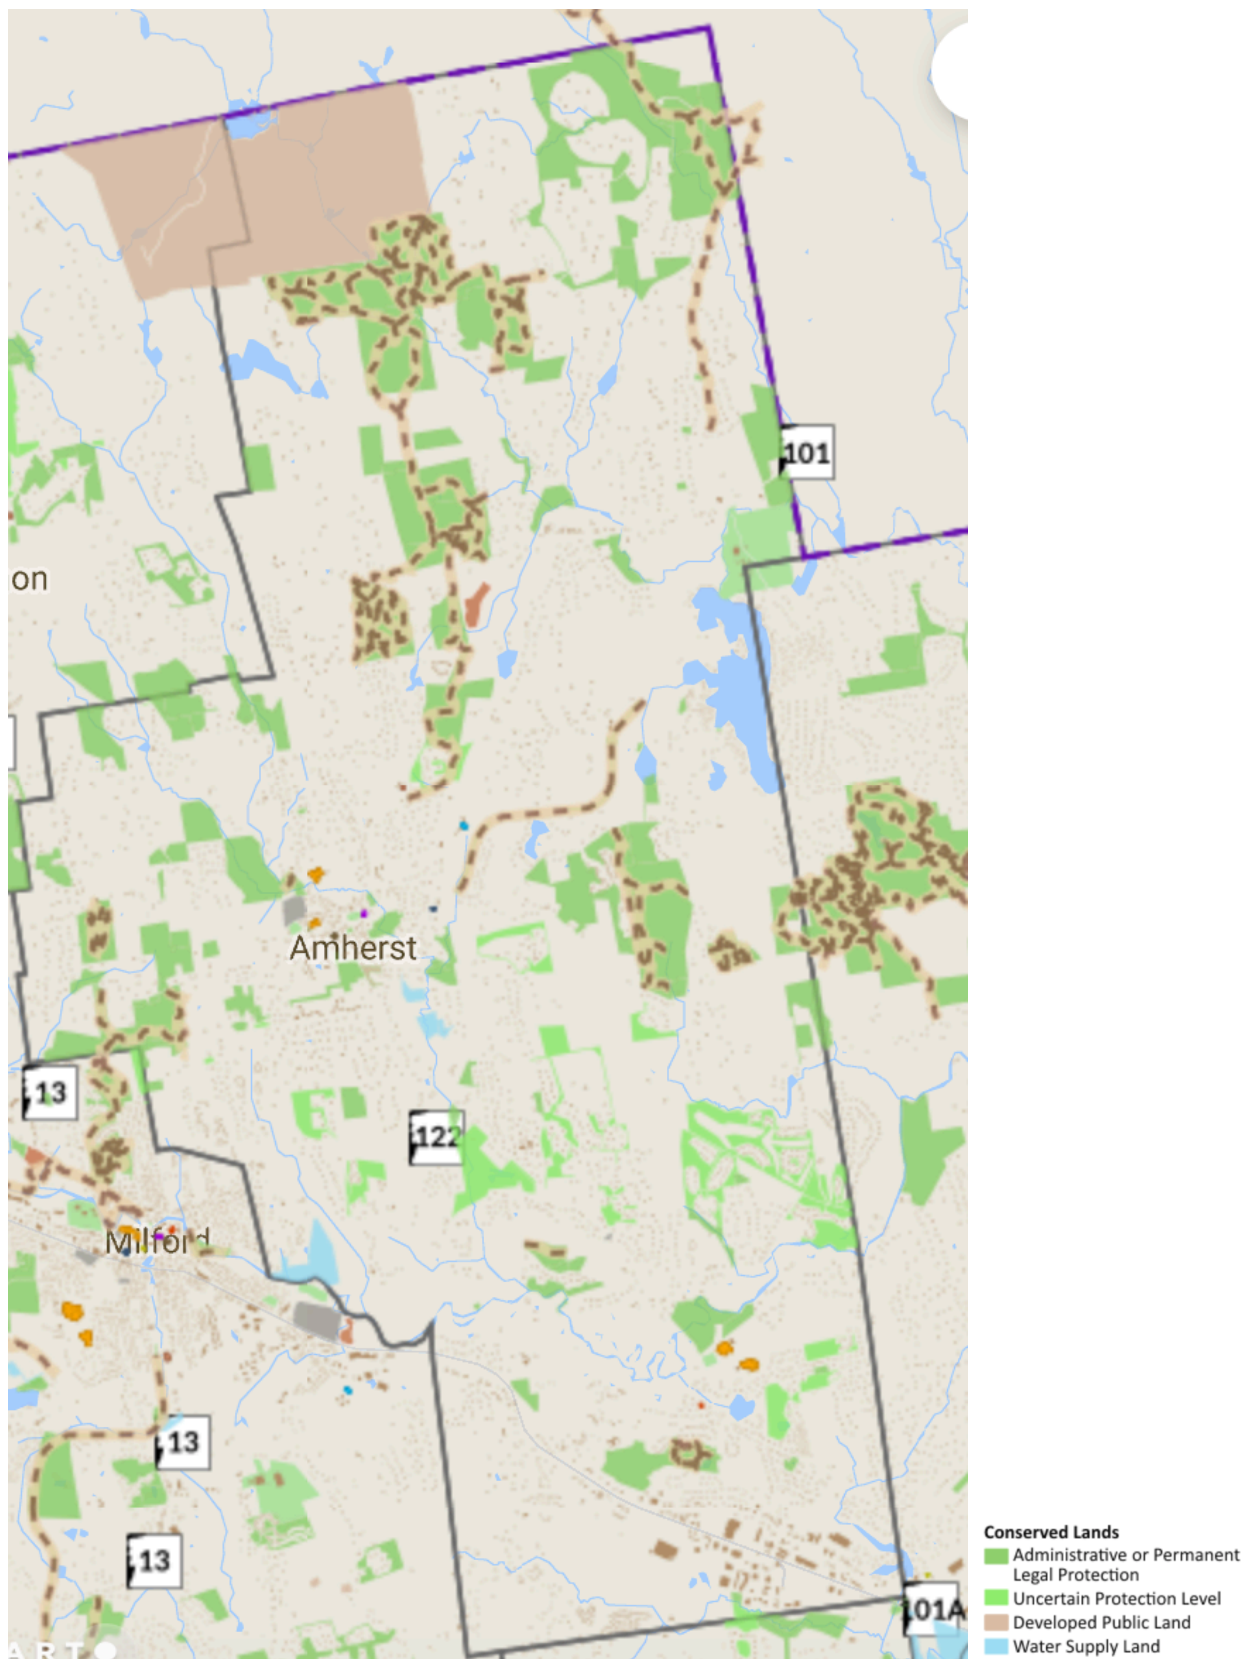 101
on
Amherst
13
122
Milford
13
13
101A
ART
Conserved Lands
Administrative or Permanent
Legal Protection
Uncertain Protection Level
Developed Public Land
Water Supply Land